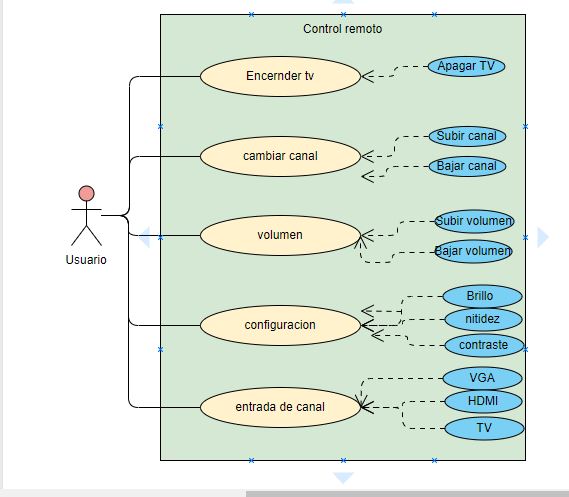 Control remoto
Encernder tv
Apagar TV
cambiar canal
Subir canal
Bajar canal
Usuario
volumen
Subir volumen
Bajar volumen
configuracion
Brillo
nitidez
contraste
entrada de canal
VGA
HDMI
TV